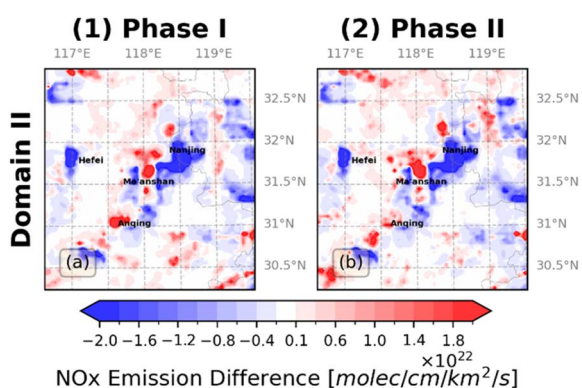 (1) Phase I (2) Phase II
117°E 118°E 119°E 117°E 118°E 119°E
Domain II
32.5°N 32.5°N
32°N 32°N
Nanjing Nanjing
Hefei Hefei
31.5°N 31.5°N
Ma'anshan Ma'anshan
Anqing Anqing
31°N 31°N
(a) (b)
30.5°N 30.5°N
−2.0 −1.6 −1.2 −0.8 −0.4 0.1 0.6 1.0 1.4 1.8
×10²²
NOx Emission Difference [molec/cm/km²/s]